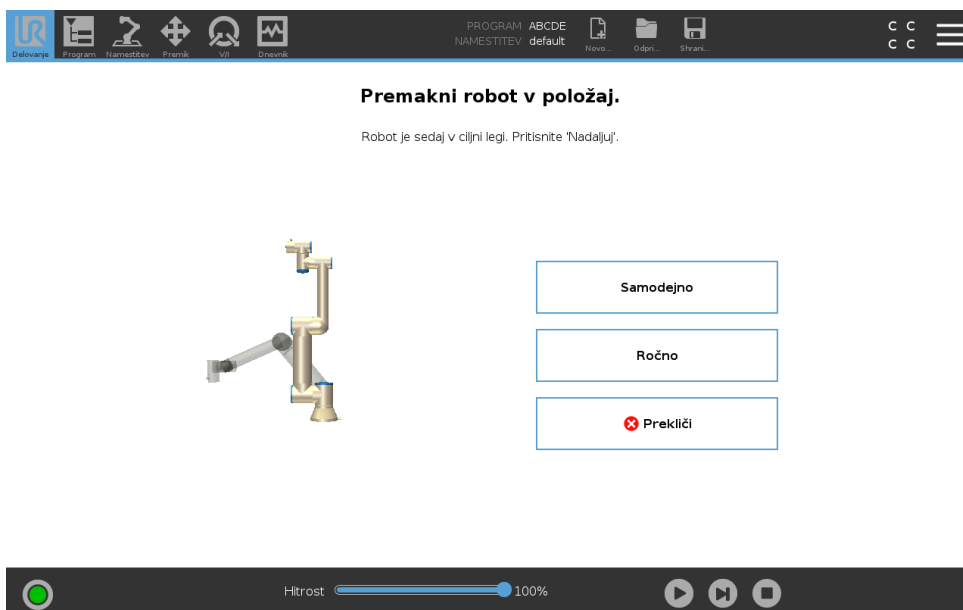 PROGRAM ABCDE
NAMESTITEV default
Delovanje Program Namestitev Premik V/I Dnevnik Novo... Odpri... Shrani...
C C
C C
Premakni robot v položaj.
Robot je sedaj v ciljni legi. Pritisnite 'Nadaljuj'.
Samodejno
Ročno
Prekliči
Hitrost 100%